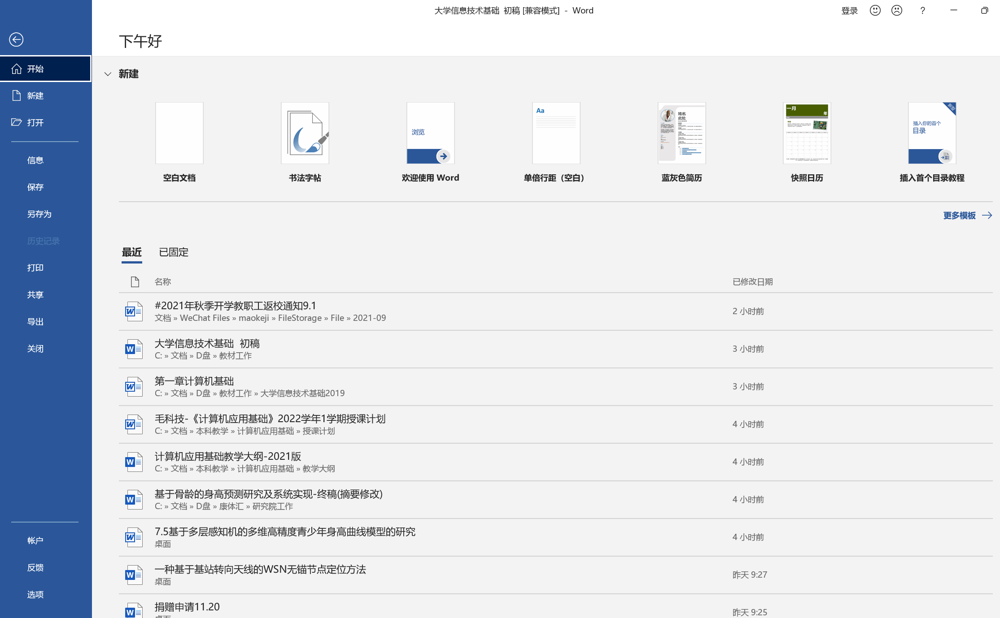 大学信息技术基础 初稿 [兼容模式] - Word
登录
?
下午好
开始
新建
打开
信息
保存
另存为
历史记录
打印
共享
导出
关闭
帐户
反馈
选项
新建
浏览
Aa
姓名
此处
一月
年
新型
插入你的首个
目录
空白文档
书法字帖
欢迎使用 Word
单倍行距（空白）
蓝灰色简历
快照日历
插入首个目录教程
更多模板
最近
已固定
名称
已修改日期
#2021年秋季开学教职工返校通知9.1
文档 » WeChat Files » maokeji » FileStorage » File » 2021-09
2 小时前
大学信息技术基础 初稿
C: » 文档 » D盘 » 教材工作
3 小时前
第一章计算机基础
C: » 文档 » D盘 » 教材工作 » 大学信息技术基础2019
3 小时前
毛科技-《计算机应用基础》2022学年1学期授课计划
C: » 文档 » 本科教学 » 计算机应用基础 » 授课计划
4 小时前
计算机应用基础教学大纲-2021版
C: » 文档 » 本科教学 » 计算机应用基础 » 教学大纲
4 小时前
基于骨龄的身高预测研究及系统实现-终稿(摘要修改)
C: » 文档 » D盘 » 康体汇 » 研究院工作
4 小时前
7.5基于多层感知机的多维高精度青少年身高曲线模型的研究
桌面
4 小时前
一种基于基站转向天线的WSN无锚节点定位方法
桌面
昨天 9:27
捐赠申请11.20
昨天 9:25